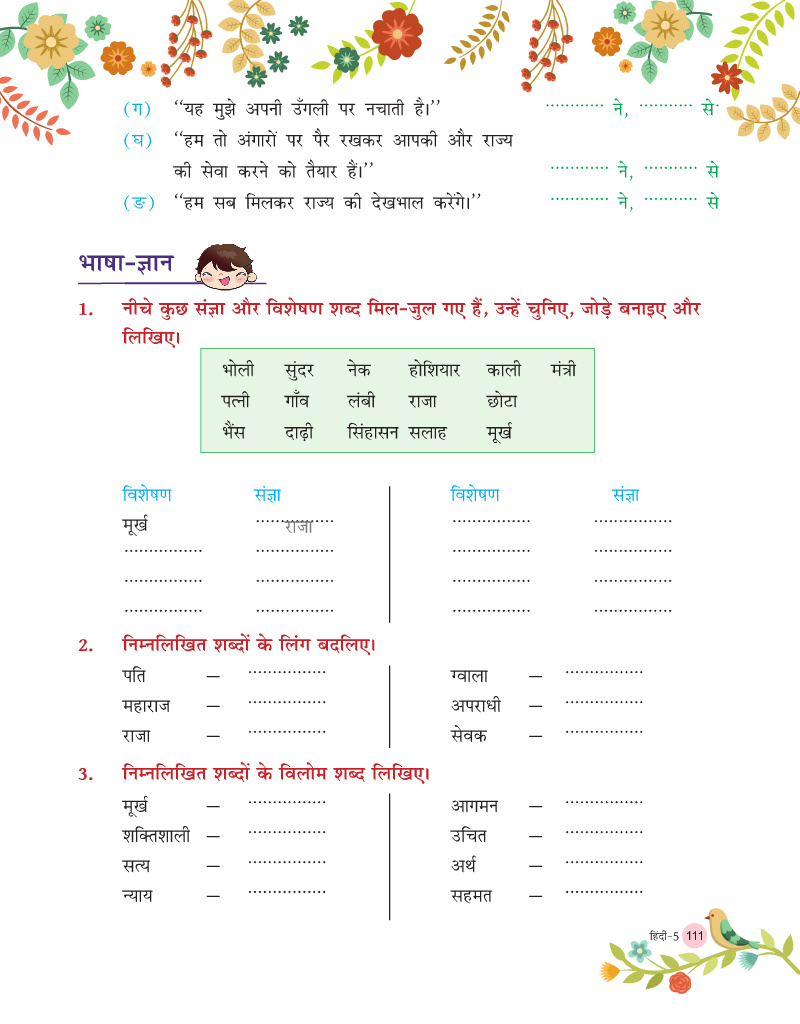 (ग) ‘‘यह मुझे अपनी उँगली पर नचाती है।’’ ............ ने, ........... से
(घ) ‘‘हम तो अंगारों पर पैर रखकर आपकी और राज्य
की सेवा करने को तैयार हैं।’’ ............ ने, ........... से
(ङ) ‘‘हम सब मिलकर राज्य की देखभाल करेंगे।’’ ............ ने, ........... से
भाषा-ज्ञान
1. नीचे कुछ संज्ञा और विशेषण शब्द मिल-जुल गए हैं, उन्हें चुनिए, जोड़े बनाइए और
लिखिए।
भोली सुंदर नेक होशियार काली मंत्री
पत्नी गाँव लंबी राजा छोटा
भैंस दाढ़ी सिंहासन सलाह मूर्ख
विशेषण संज्ञा विशेषण संज्ञा
मूर्ख राजा ................ ................
................ ................ ................ ................
................ ................ ................ ................
................ ................ ................ ................
2. निम्नलिखित शब्दों के लिंग बदलिए।
पति – ................ ग्वाला – ................
महाराज – ................ अपराधी – ................
राजा – ................ सेवक – ................
3. निम्नलिखित शब्दों के विलोम शब्द लिखिए।
मूर्ख – ................ आगमन – ................
शक्तिशाली – ................ उचित – ................
सत्य – ................ अर्थ – ................
न्याय – ................ सहमत – ................
हिंदी-5 111